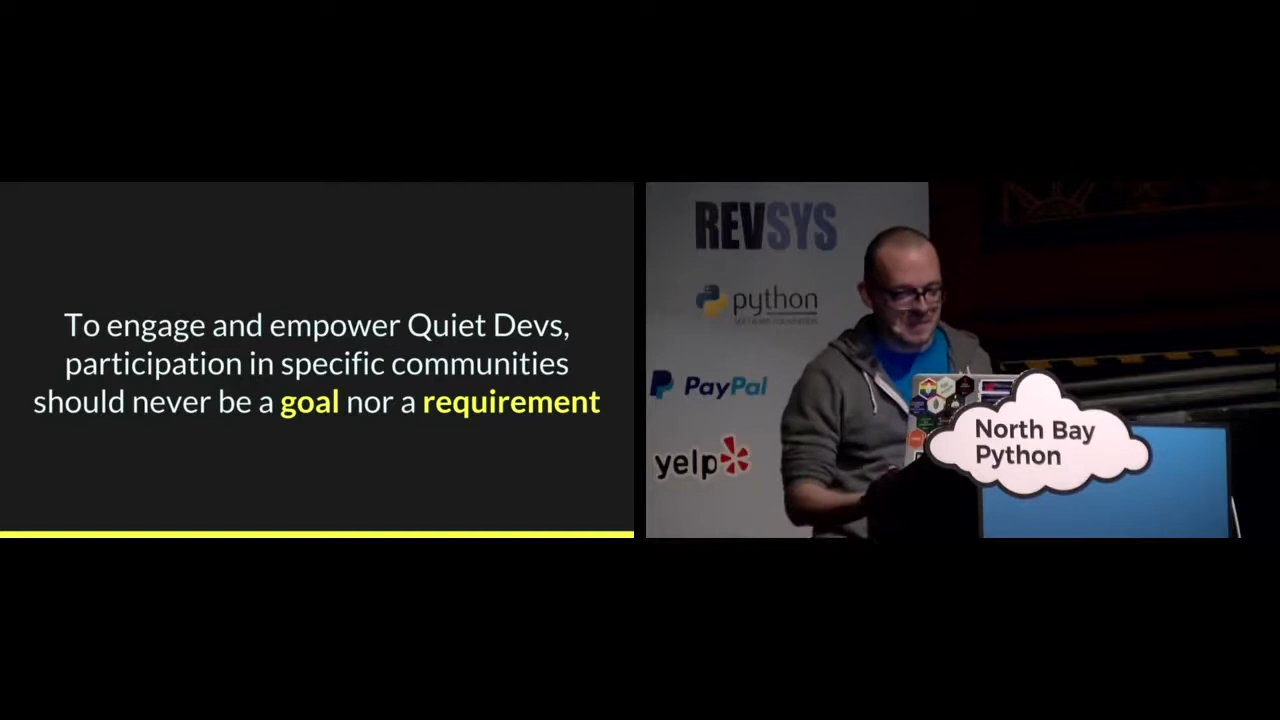 To engage and empower Quiet Devs,
participation in specific communities
should never be a goal nor a requirement
REVSYS
python
PayPal
yelp
North Bay
Python